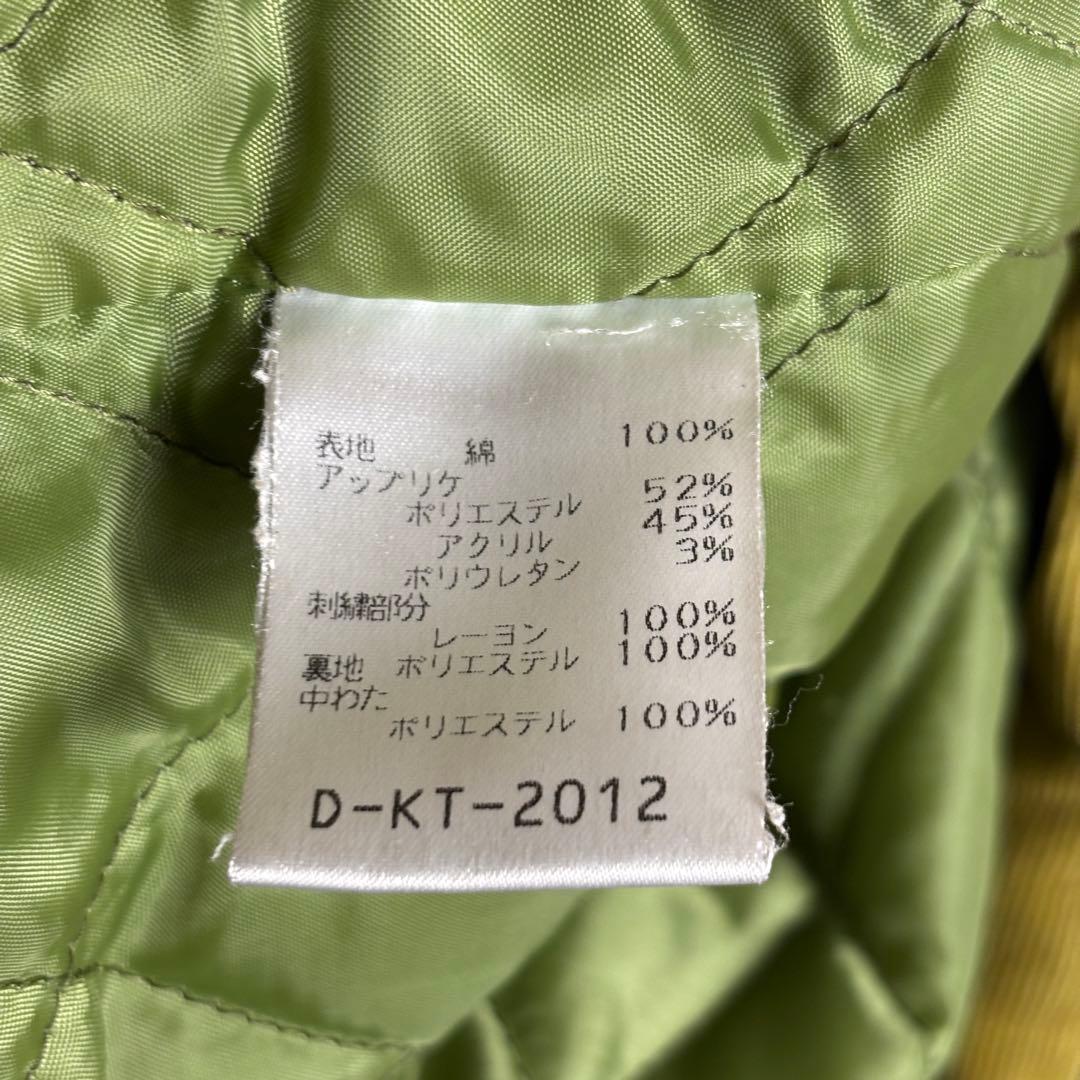 表地 綿 100%
アップリケ
ポリエステル 52%
アクリル 45%
ポリウレタン 3%
刺繍部分
レーヨン 100%
裏地 ポリエステル 100%
中わた
ポリエステル 100%
D-KT-2012